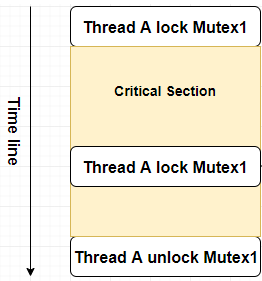 Thread A lock Mutex1
Critical Section
Time line
Thread A lock Mutex1
Thread A unlock Mutex1